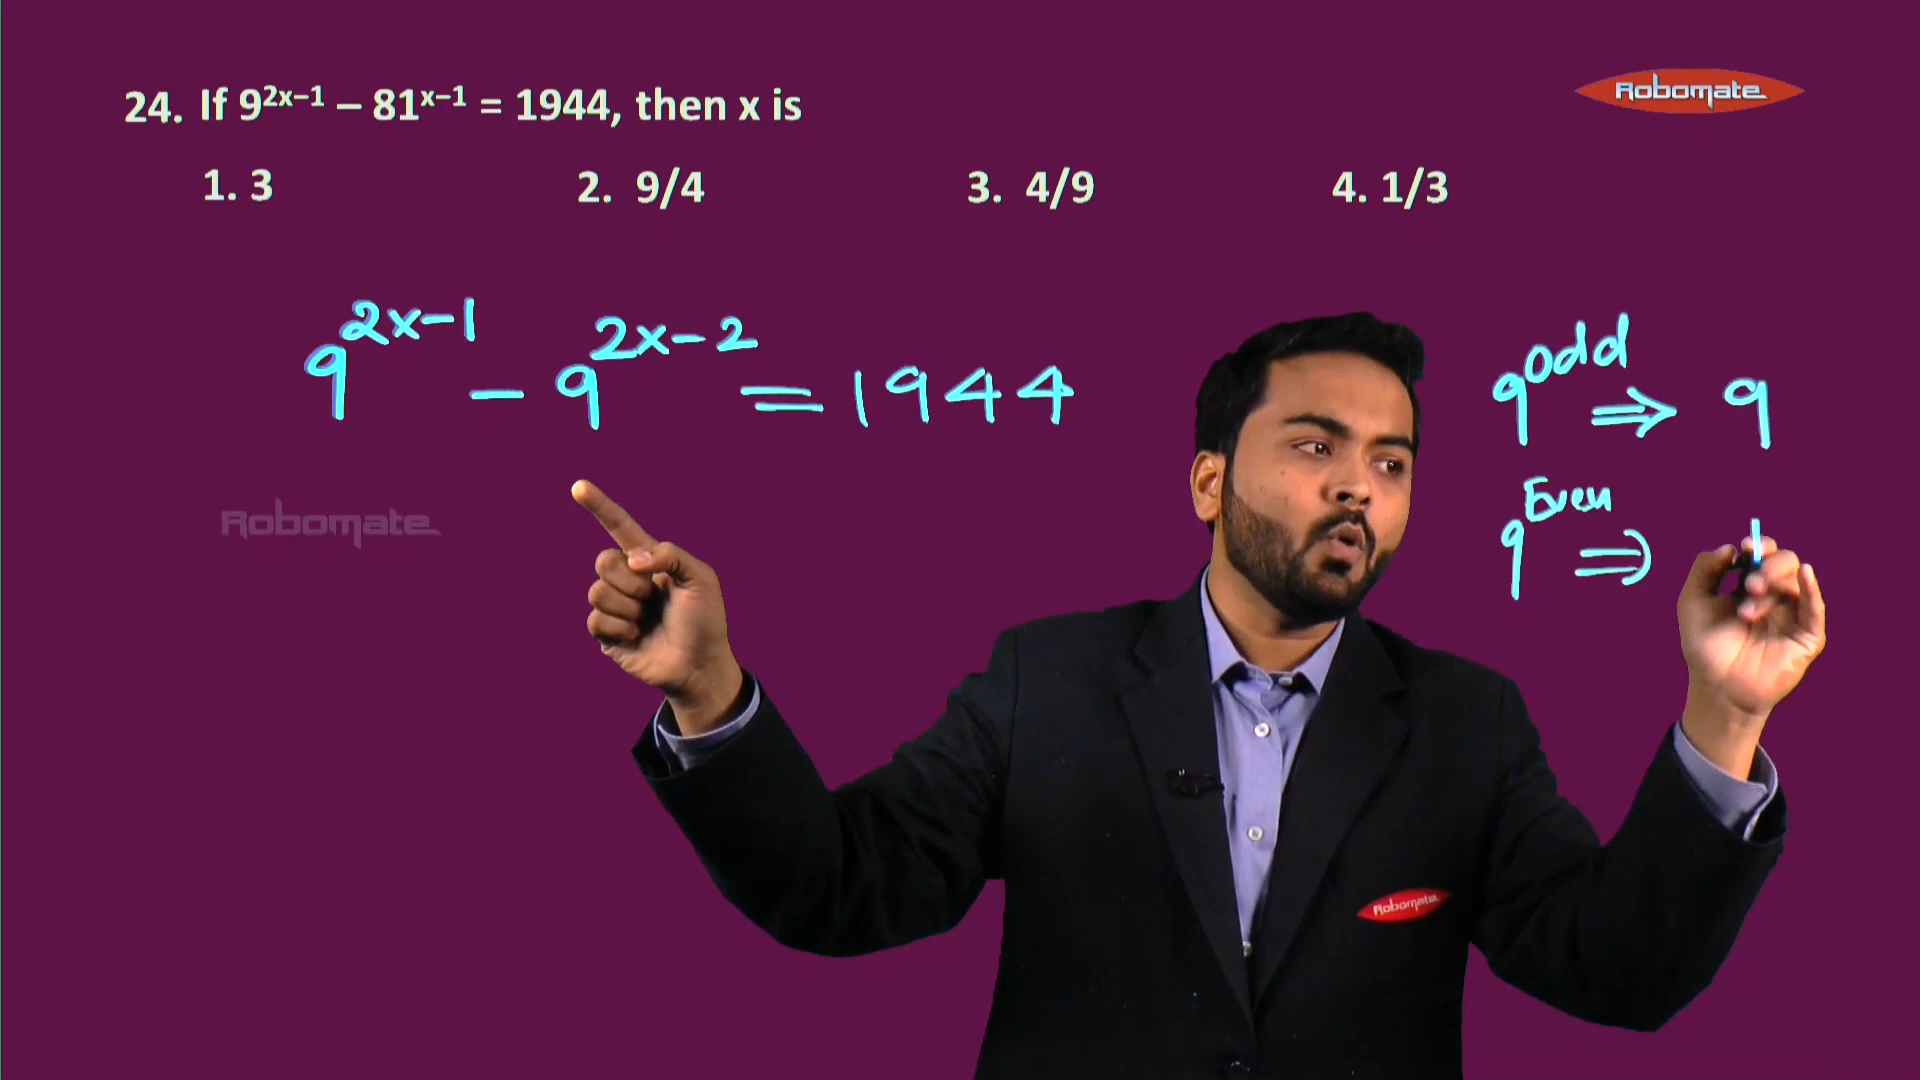 24. If 9^{2x–1} – 81^{x–1} = 1944, then x is
Robomate
1. 3 2. 9/4 3. 4/9 4. 1/3
9^{2x-1} - 9^{2x-2} = 1944
9^{Odd} ⇒ 9
9^{Even} ⇒ 1
Robomate
Robomate